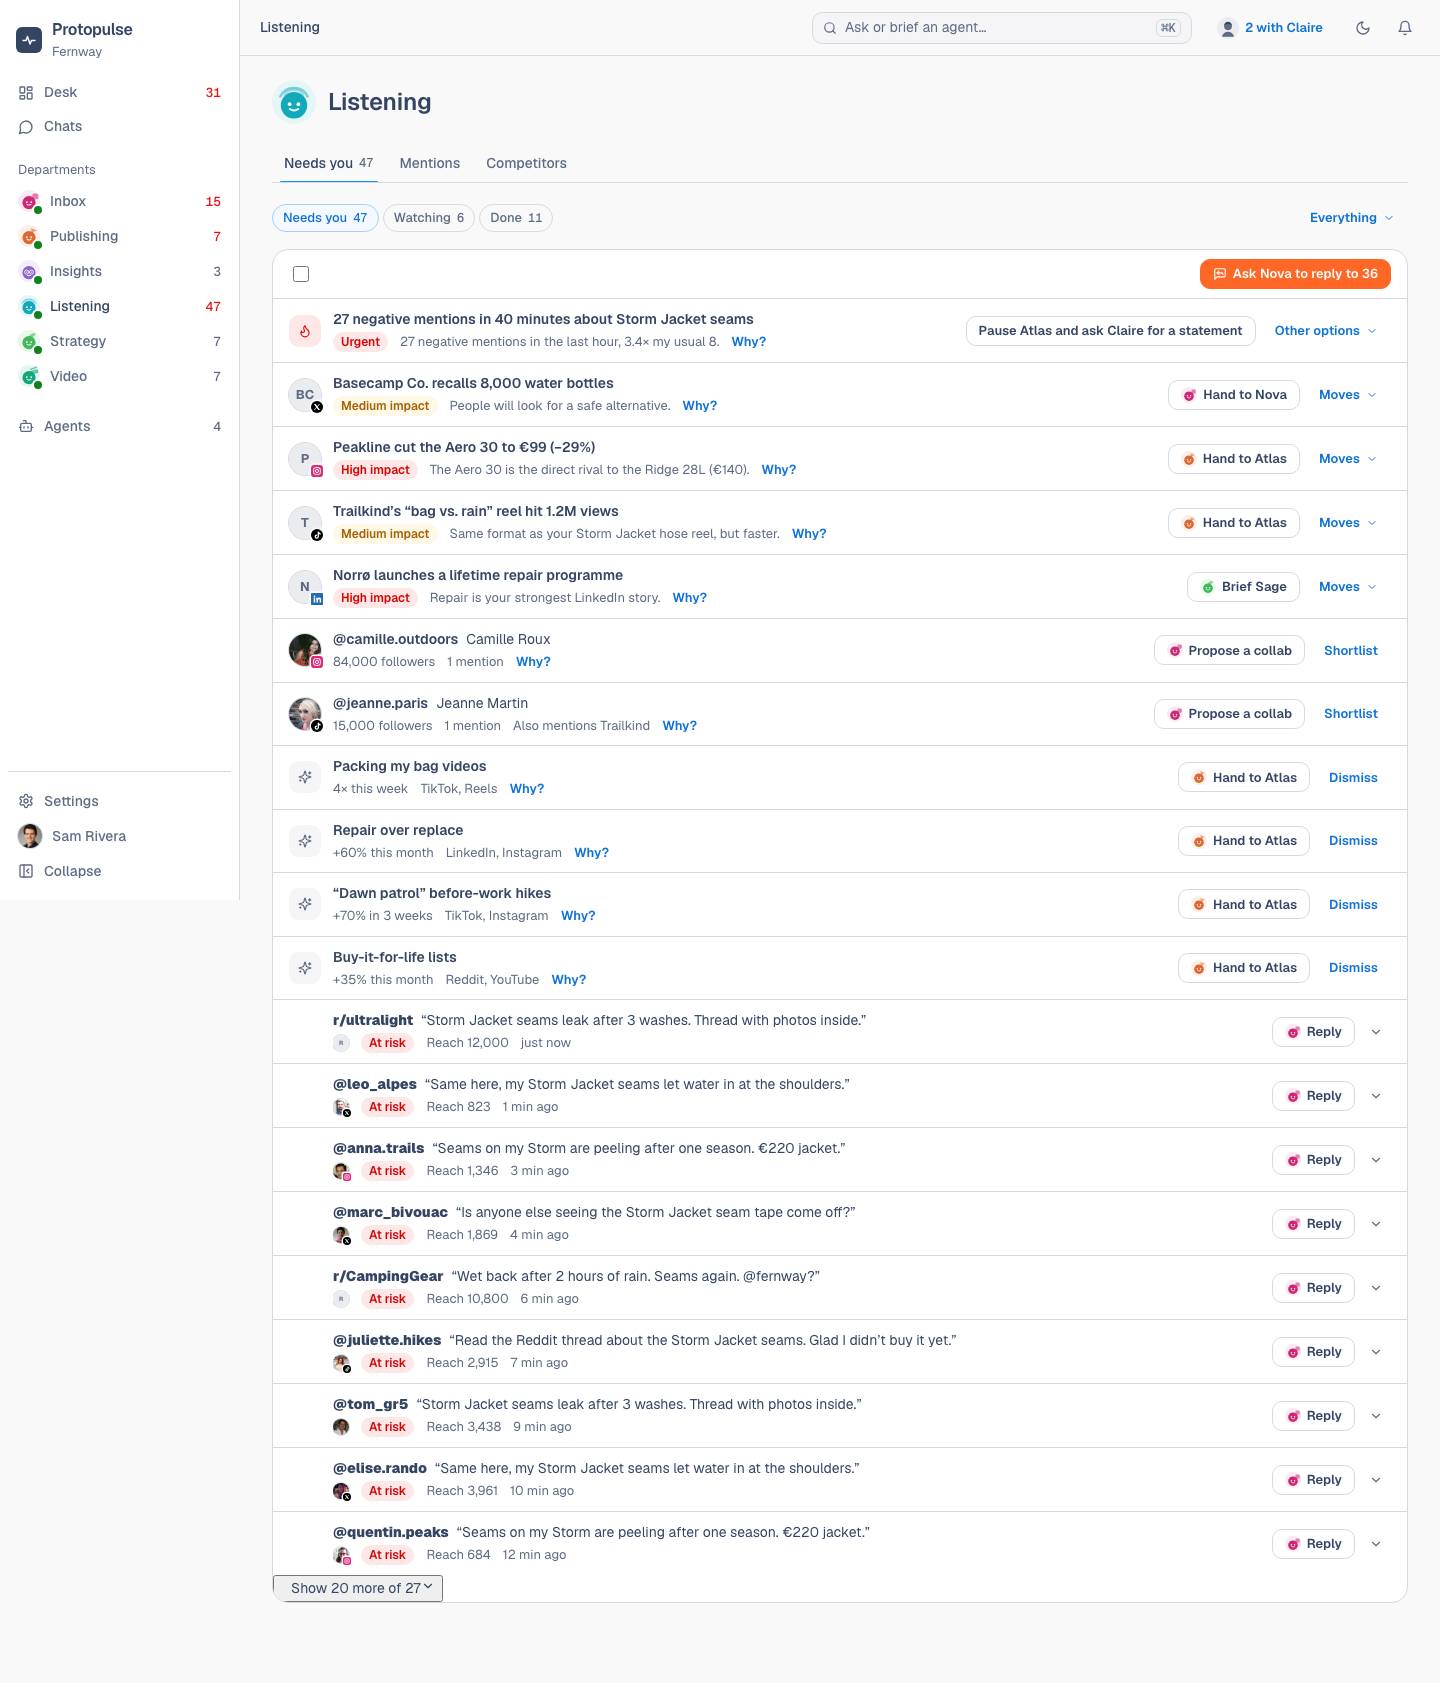 Protopulse
Fernway
Desk 31
Chats
Departments
Inbox 15
Publishing 7
Insights 3
Listening 47
Strategy 7
Video 7
Agents 4
Settings
Sam Rivera
Collapse
Listening
Ask or brief an agent… ⌘K
2 with Claire
Listening
Needs you 47 Mentions Competitors
Needs you 47 Watching 6 Done 11 Everything
Ask Nova to reply to 36
27 negative mentions in 40 minutes about Storm Jacket seams
Urgent 27 negative mentions in the last hour, 3.4× my usual 8. Why?
Pause Atlas and ask Claire for a statement Other options
BC
Basecamp Co. recalls 8,000 water bottles
Medium impact People will look for a safe alternative. Why?
Hand to Nova Moves
P
Peakline cut the Aero 30 to €99 (−29%)
High impact The Aero 30 is the direct rival to the Ridge 28L (€140). Why?
Hand to Atlas Moves
T
Trailkind’s “bag vs. rain” reel hit 1.2M views
Medium impact Same format as your Storm Jacket hose reel, but faster. Why?
Hand to Atlas Moves
N
Norrø launches a lifetime repair programme
High impact Repair is your strongest LinkedIn story. Why?
Brief Sage Moves
@camille.outdoors Camille Roux
84,000 followers 1 mention Why?
Propose a collab Shortlist
@jeanne.paris Jeanne Martin
15,000 followers 1 mention Also mentions Trailkind Why?
Propose a collab Shortlist
Packing my bag videos
4× this week TikTok, Reels Why?
Hand to Atlas Dismiss
Repair over replace
+60% this month LinkedIn, Instagram Why?
Hand to Atlas Dismiss
“Dawn patrol” before-work hikes
+70% in 3 weeks TikTok, Instagram Why?
Hand to Atlas Dismiss
Buy-it-for-life lists
+35% this month Reddit, YouTube Why?
Hand to Atlas Dismiss
r/ultralight “Storm Jacket seams leak after 3 washes. Thread with photos inside.”
R At risk Reach 12,000 just now
Reply
@leo_alpes “Same here, my Storm Jacket seams let water in at the shoulders.”
At risk Reach 823 1 min ago
Reply
@anna.trails “Seams on my Storm are peeling after one season. €220 jacket.”
At risk Reach 1,346 3 min ago
Reply
@marc_bivouac “Is anyone else seeing the Storm Jacket seam tape come off?”
At risk Reach 1,869 4 min ago
Reply
r/CampingGear “Wet back after 2 hours of rain. Seams again. @fernway?”
R At risk Reach 10,800 6 min ago
Reply
@juliette.hikes “Read the Reddit thread about the Storm Jacket seams. Glad I didn’t buy it yet.”
At risk Reach 2,915 7 min ago
Reply
@tom_gr5 “Storm Jacket seams leak after 3 washes. Thread with photos inside.”
At risk Reach 3,438 9 min ago
Reply
@elise.rando “Same here, my Storm Jacket seams let water in at the shoulders.”
At risk Reach 3,961 10 min ago
Reply
@quentin.peaks “Seams on my Storm are peeling after one season. €220 jacket.”
At risk Reach 684 12 min ago
Reply
Show 20 more of 27